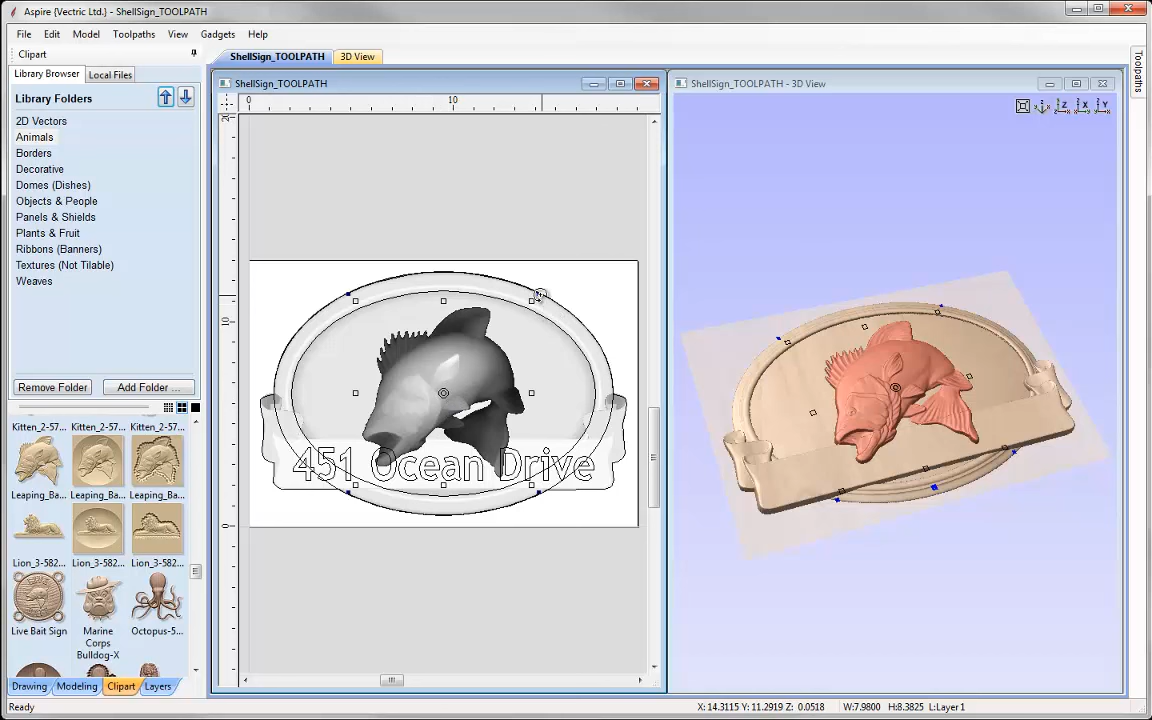 Aspire {Vectric Ltd.} - ShellSign_TOOLPATH
File Edit Model Toolpaths View Gadgets Help
Clipart
Library Browser Local Files
Library Folders
2D Vectors
Animals
Borders
Decorative
Domes (Dishes)
Objects & People
Panels & Shields
Plants & Fruit
Ribbons (Banners)
Textures (Not Tilable)
Weaves
Remove Folder Add Folder ...
Kitten_2-57... Kitten_2-57... Kitten_2-57...
Leaping_Ba... Leaping_Ba... Leaping_Ba...
Lion_3-582... Lion_3-582... Lion_3-582...
Live Bait Sign Marine Corps Bulldog-X Octopus-5...
Drawing Modeling Clipart Layers
Ready
ShellSign_TOOLPATH 3D View
ShellSign_TOOLPATH
0 10
20
10
0
451 Ocean Drive
ShellSign_TOOLPATH - 3D View
Z X Y
Toolpaths
X: 14.3115 Y: 11.2919 Z: 0.0518 W:7.9800 H:8.3825 L:Layer 1